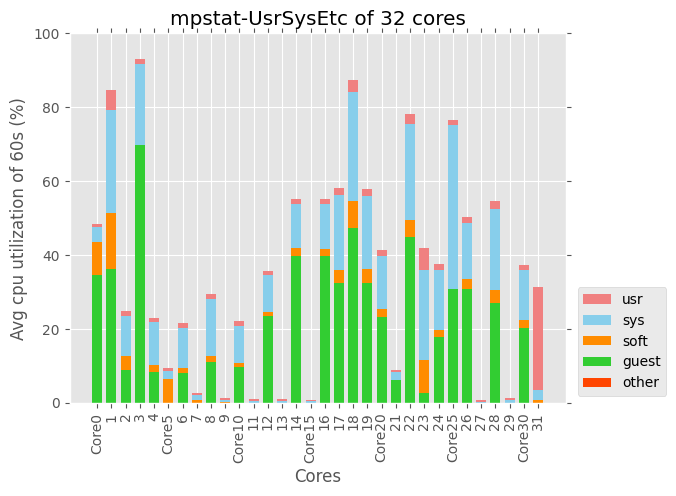 mpstat-UsrSysEtc of 32 cores
Avg cpu utilization of 60s (%)
100
80
60
40
20
0
Core0
1
2
3
4
Core5
6
7
8
9
Core10
11
12
13
14
Core15
16
17
18
19
Core20
21
22
23
24
Core25
26
27
28
29
Core30
31
Cores
usr
sys
soft
guest
other